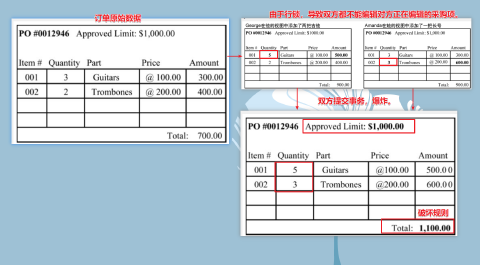 订单原始数据
PO #0012946 Approved Limit: $1,000.00
Item # Quantity Part Price Amount
001 3 Guitars @ 100.00 300.00
002 2 Trombones @ 200.00 400.00
Total: 700.00
由于行锁，导致双方都不能编辑对方正在编辑的采购项。
George在他的视图中添加了两把吉他
PO #0012946 Approved Limit: $1,000.00
Item # Quantity Part Price Amount
001 5 Guitars @ 100.00 500.00
002 2 Trombones @ 200.00 400.00
Total: 900.00
Amanda在她的视图中添加了一把长号
PO #0012946 Approved Limit: $1,000.00
Item # Quantity Part Price Amount
001 3 Guitars @ 100.00 300.00
002 3 Trombones @ 200.00 600.00
Total: 900.00
双方提交事务，爆炸。
PO #0012946 Approved Limit: $1,000.00
Item # Quantity Part Price Amount
001 5 Guitars @100.00 500.00
002 3 Trombones @200.00 600.00
破坏规则
Total: 1,100.00